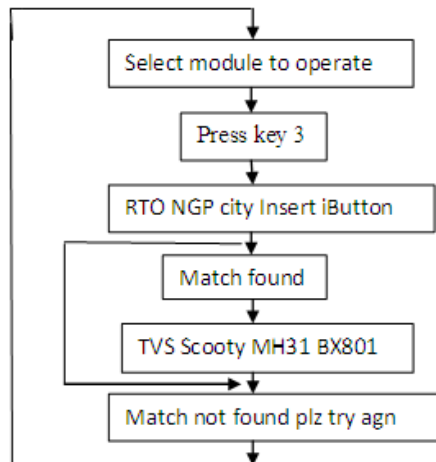 Select module to operate
Press key 3
RTO NGP city Insert iButton
Match found
TVS Scooty MH31 BX801
Match not found plz try agn